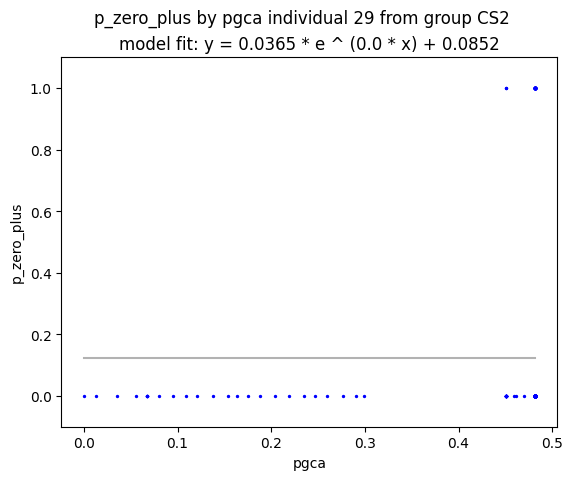 p_zero_plus by pgca individual 29 from group CS2
model fit: y = 0.0365 * e ^ (0.0 * x) + 0.0852
1.0
0.8
0.6
0.4
0.2
0.0
p_zero_plus
0.0 0.1 0.2 0.3 0.4 0.5
pgca